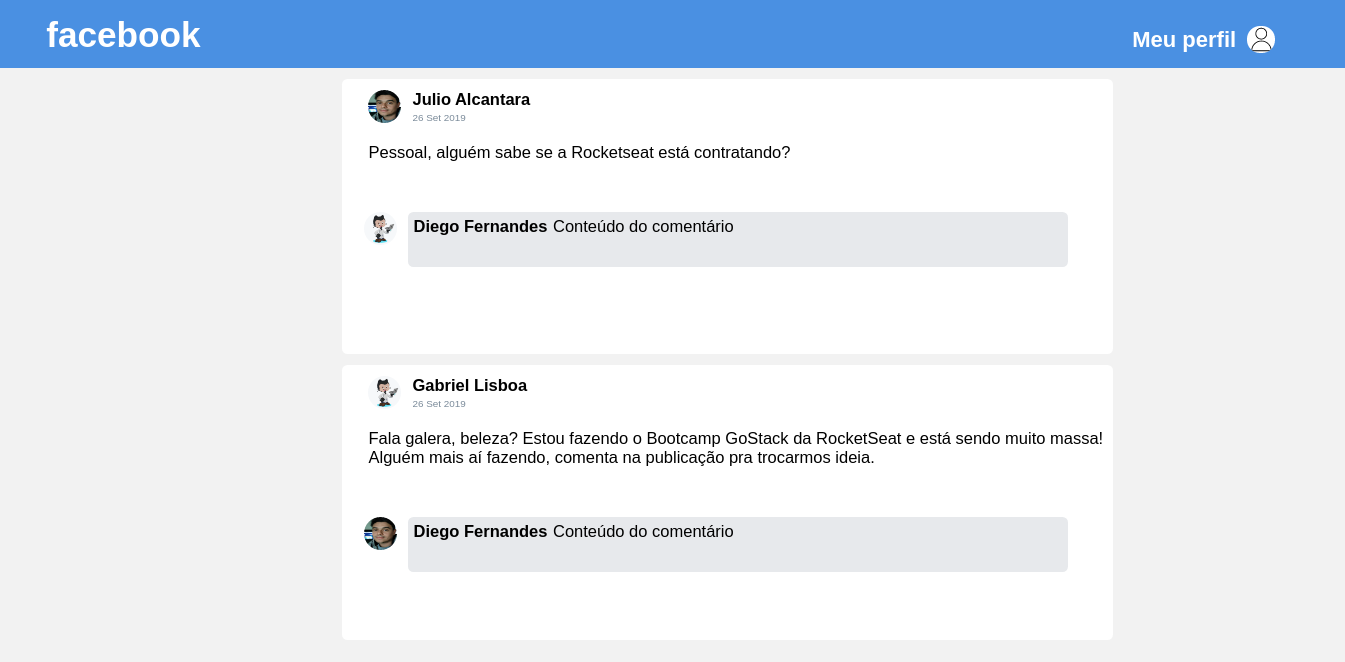 facebook
Meu perfil
Julio Alcantara
26 Set 2019
Pessoal, alguém sabe se a Rocketseat está contratando?
Diego Fernandes Conteúdo do comentário
Gabriel Lisboa
26 Set 2019
Fala galera, beleza? Estou fazendo o Bootcamp GoStack da RocketSeat e está sendo muito massa!
Alguém mais aí fazendo, comenta na publicação pra trocarmos ideia.
Diego Fernandes Conteúdo do comentário